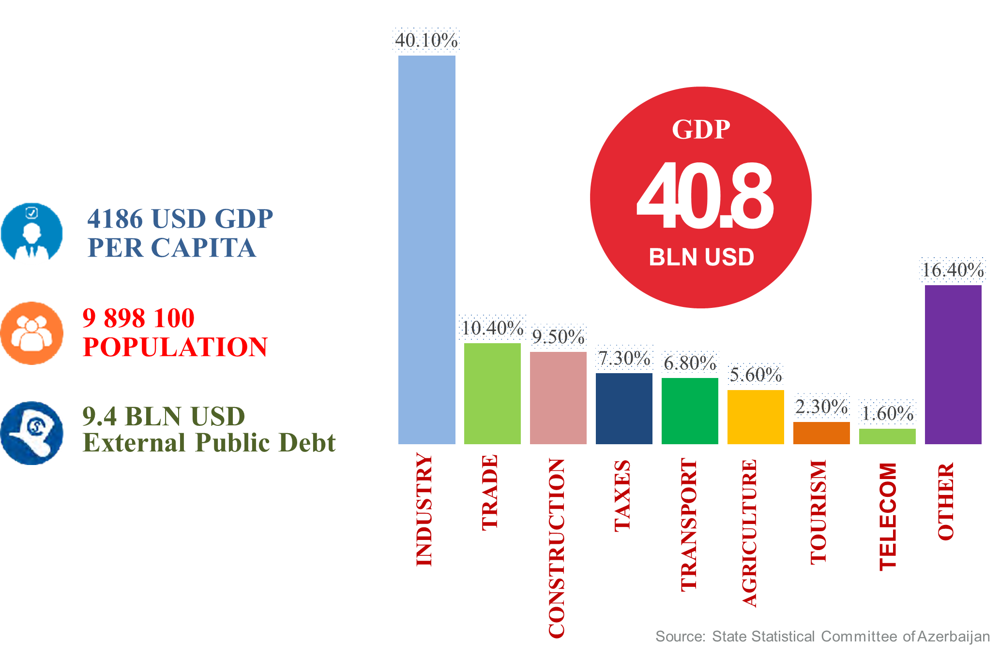 4186 USD GDP
PER CAPITA
9 898 100
POPULATION
9.4 BLN USD
External Public Debt
GDP
40.8
BLN USD
40.10%
10.40%
9.50%
7.30%
6.80%
5.60%
2.30%
1.60%
16.40%
INDUSTRY
TRADE
CONSTRUCTION
TAXES
TRANSPORT
AGRICULTURE
TOURISM
TELECOM
OTHER
Source: State Statistical Committee of Azerbaijan